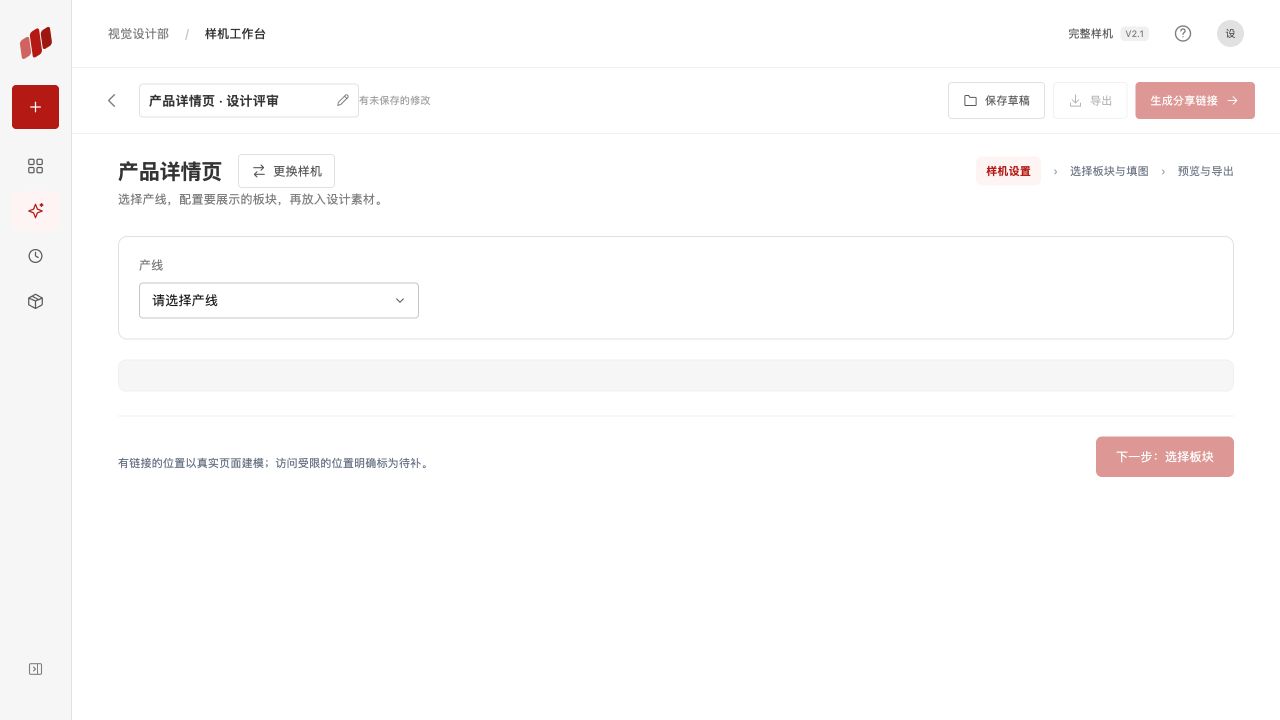 视觉设计部 / 样机工作台
完整样机 V2.1
设
产品详情页 · 设计评审
有未保存的修改
保存草稿
导出
生成分享链接
产品详情页
更换样机
样机设置 › 选择板块与填图 › 预览与导出
选择产线，配置要展示的板块，再放入设计素材。
产线
请选择产线
有链接的位置以真实页面建模；访问受限的位置明确标为待补。
下一步：选择板块